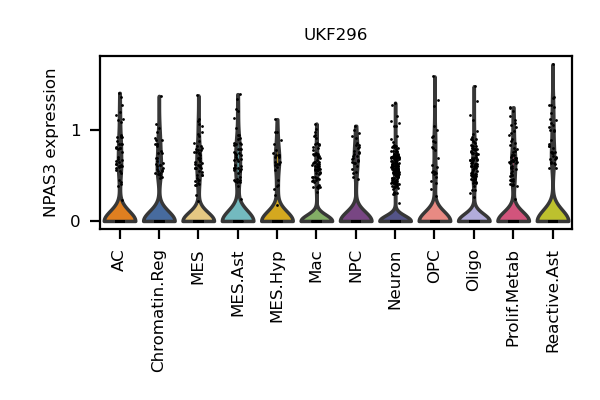 UKF296
NPAS3 expression
1
0
AC
Chromatin.Reg
MES
MES.Ast
MES.Hyp
Mac
NPC
Neuron
OPC
Oligo
Prolif.Metab
Reactive.Ast